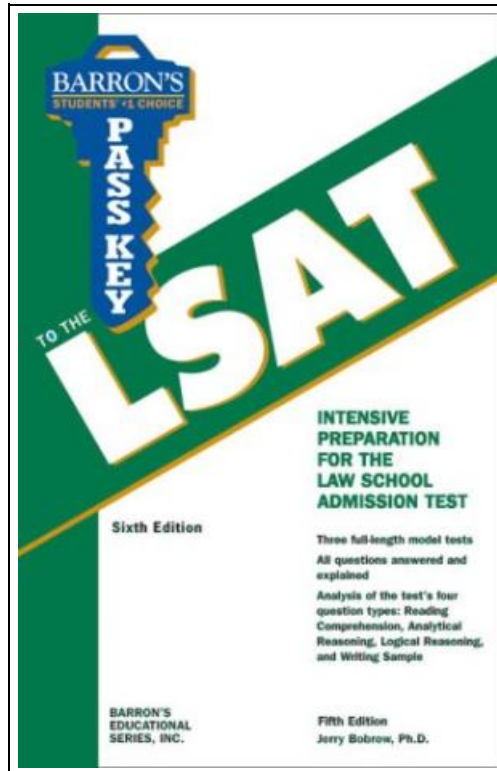 BARRON'S
STUDENTS' #1 CHOICE
PASS KEY
TO THE
LSAT
INTENSIVE
PREPARATION
FOR THE
LAW SCHOOL
ADMISSION TEST
Sixth Edition
Three full-length model tests
All questions answered and
explained
Analysis of the test's four
question types: Reading
Comprehension, Analytical
Reasoning, Logical Reasoning,
and Writing Sample
BARRON'S
EDUCATIONAL
SERIES, INC.
Fifth Edition
Jerry Bobrow, Ph.D.